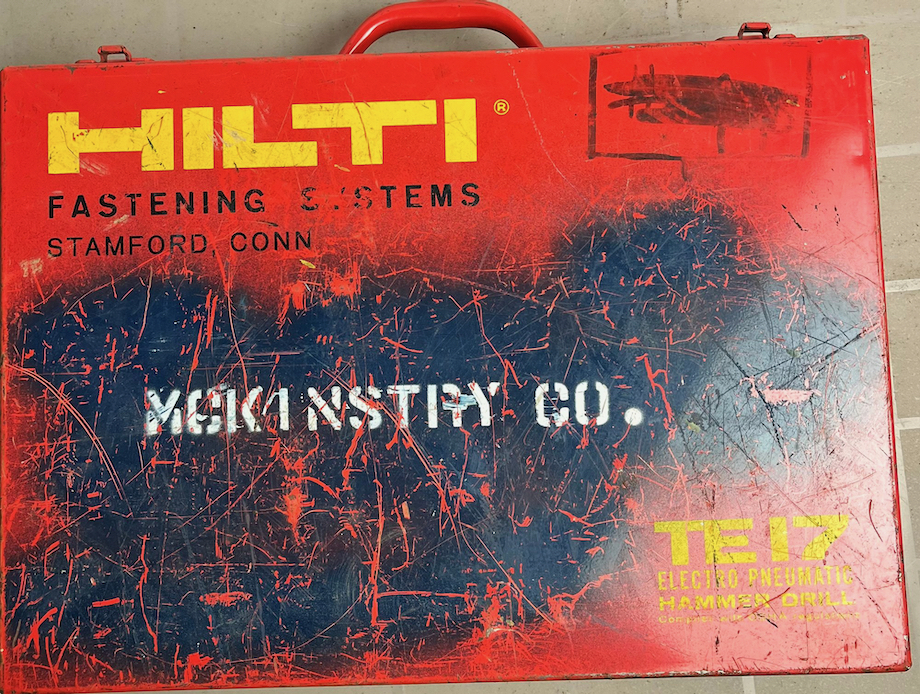 HILTI®
FASTENING SYSTEMS
STAMFORD, CONN
MCKINSTRY CO.
TE17
ELECTRO PNEUMATIC
HAMMER DRILL